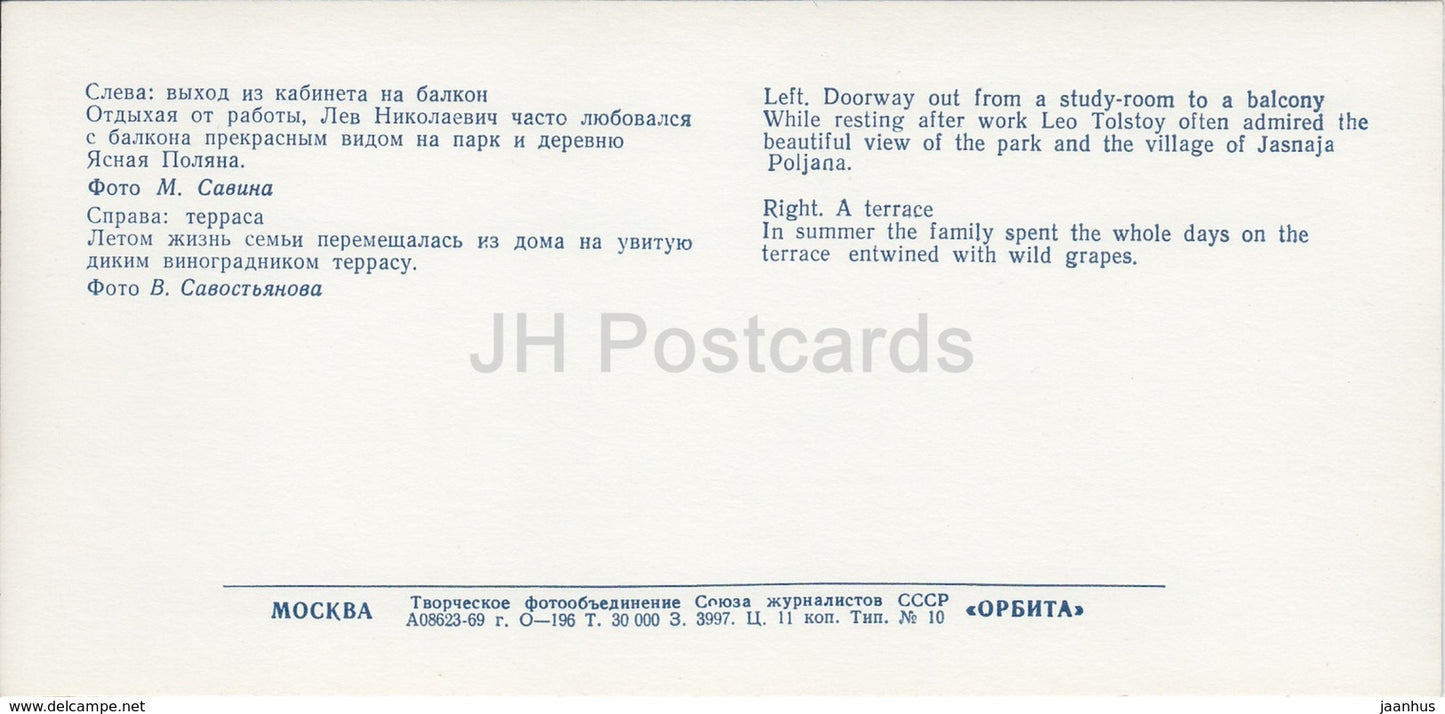 Слева: выход из кабинета на балкон
Отдыхая от работы, Лев Николаевич часто любовался
с балкона прекрасным видом на парк и деревню
Ясная Поляна.
Фото М. Савина
Справа: терраса
Летом жизнь семьи перемещалась из дома на увитую
диким виноградником террасу.
Фото В. Савостьянова
Left. Doorway out from a study-room to a balcony
While resting after work Leo Tolstoy often admired the
beautiful view of the park and the village of Jasnaja
Poljana.
Right. A terrace
In summer the family spent the whole days on the
terrace entwined with wild grapes.
JH Postcards
МОСКВА
Творческое фотообъединение Союза журналистов СССР
А08623-69 г. О—196 Т. 30 000 З. 3997. Ц. 11 коп. Тип. № 10
«ОРБИТА»
www.hippostcard.com
jaanhus